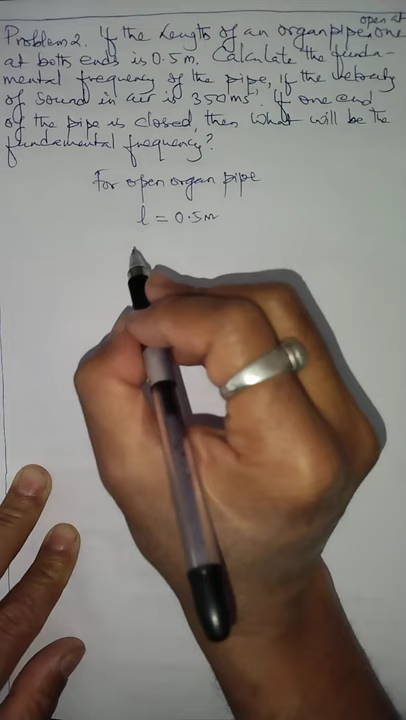 open at
Problem 2. If the Length of an organ pipe, one
at both ends is 0.5m. Calculate the funda-
mental frequency of the pipe, if the velocity
of sound in air is 350ms⁻¹. If one end
of the pipe is closed, then what will be the
fundamental frequency?
For open organ pipe
l = 0.5m